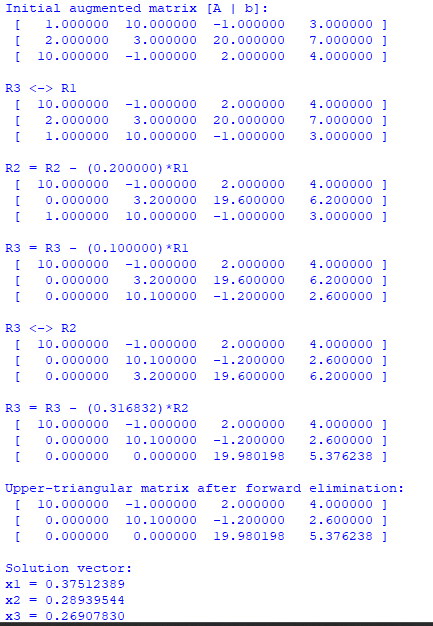 Initial augmented matrix [A | b]:
[ 1.000000 10.000000 -1.000000 3.000000 ]
[ 2.000000 3.000000 20.000000 7.000000 ]
[ 10.000000 -1.000000 2.000000 4.000000 ]
R3 <-> R1
[ 10.000000 -1.000000 2.000000 4.000000 ]
[ 2.000000 3.000000 20.000000 7.000000 ]
[ 1.000000 10.000000 -1.000000 3.000000 ]
R2 = R2 - (0.200000)*R1
[ 10.000000 -1.000000 2.000000 4.000000 ]
[ 0.000000 3.200000 19.600000 6.200000 ]
[ 1.000000 10.000000 -1.000000 3.000000 ]
R3 = R3 - (0.100000)*R1
[ 10.000000 -1.000000 2.000000 4.000000 ]
[ 0.000000 3.200000 19.600000 6.200000 ]
[ 0.000000 10.100000 -1.200000 2.600000 ]
R3 <-> R2
[ 10.000000 -1.000000 2.000000 4.000000 ]
[ 0.000000 10.100000 -1.200000 2.600000 ]
[ 0.000000 3.200000 19.600000 6.200000 ]
R3 = R3 - (0.316832)*R2
[ 10.000000 -1.000000 2.000000 4.000000 ]
[ 0.000000 10.100000 -1.200000 2.600000 ]
[ 0.000000 0.000000 19.980198 5.376238 ]
Upper-triangular matrix after forward elimination:
[ 10.000000 -1.000000 2.000000 4.000000 ]
[ 0.000000 10.100000 -1.200000 2.600000 ]
[ 0.000000 0.000000 19.980198 5.376238 ]
Solution vector:
x1 = 0.37512389
x2 = 0.28939544
x3 = 0.26907830